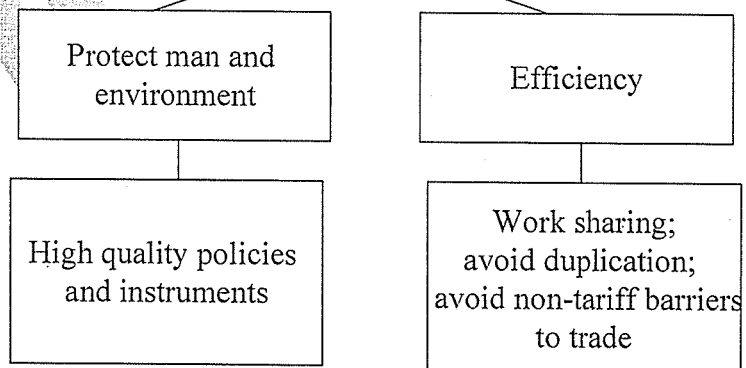 Protect man and
environment
Efficiency
High quality policies
and instruments
Work sharing;
avoid duplication;
avoid non-tariff barriers
to trade